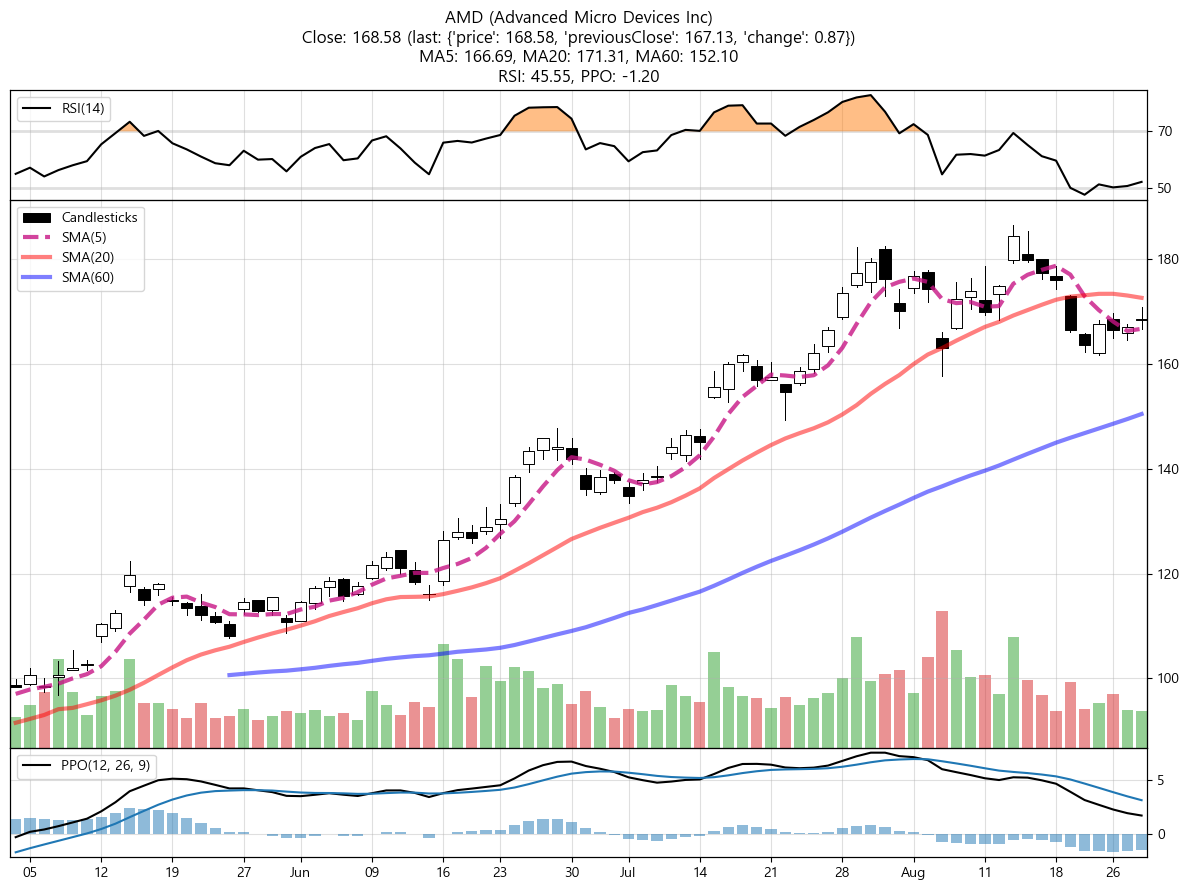 AMD (Advanced Micro Devices Inc)
Close: 168.58 (last: {'price': 168.58, 'previousClose': 167.13, 'change': 0.87})
MA5: 166.69, MA20: 171.31, MA60: 152.10
RSI: 45.55, PPO: -1.20
RSI(14)
70
50
Candlesticks
SMA(5)
SMA(20)
SMA(60)
180
160
140
120
100
PPO(12, 26, 9)
5
0
05 12 19 27 Jun 09 16 23 30 Jul 14 21 28 Aug 11 18 26